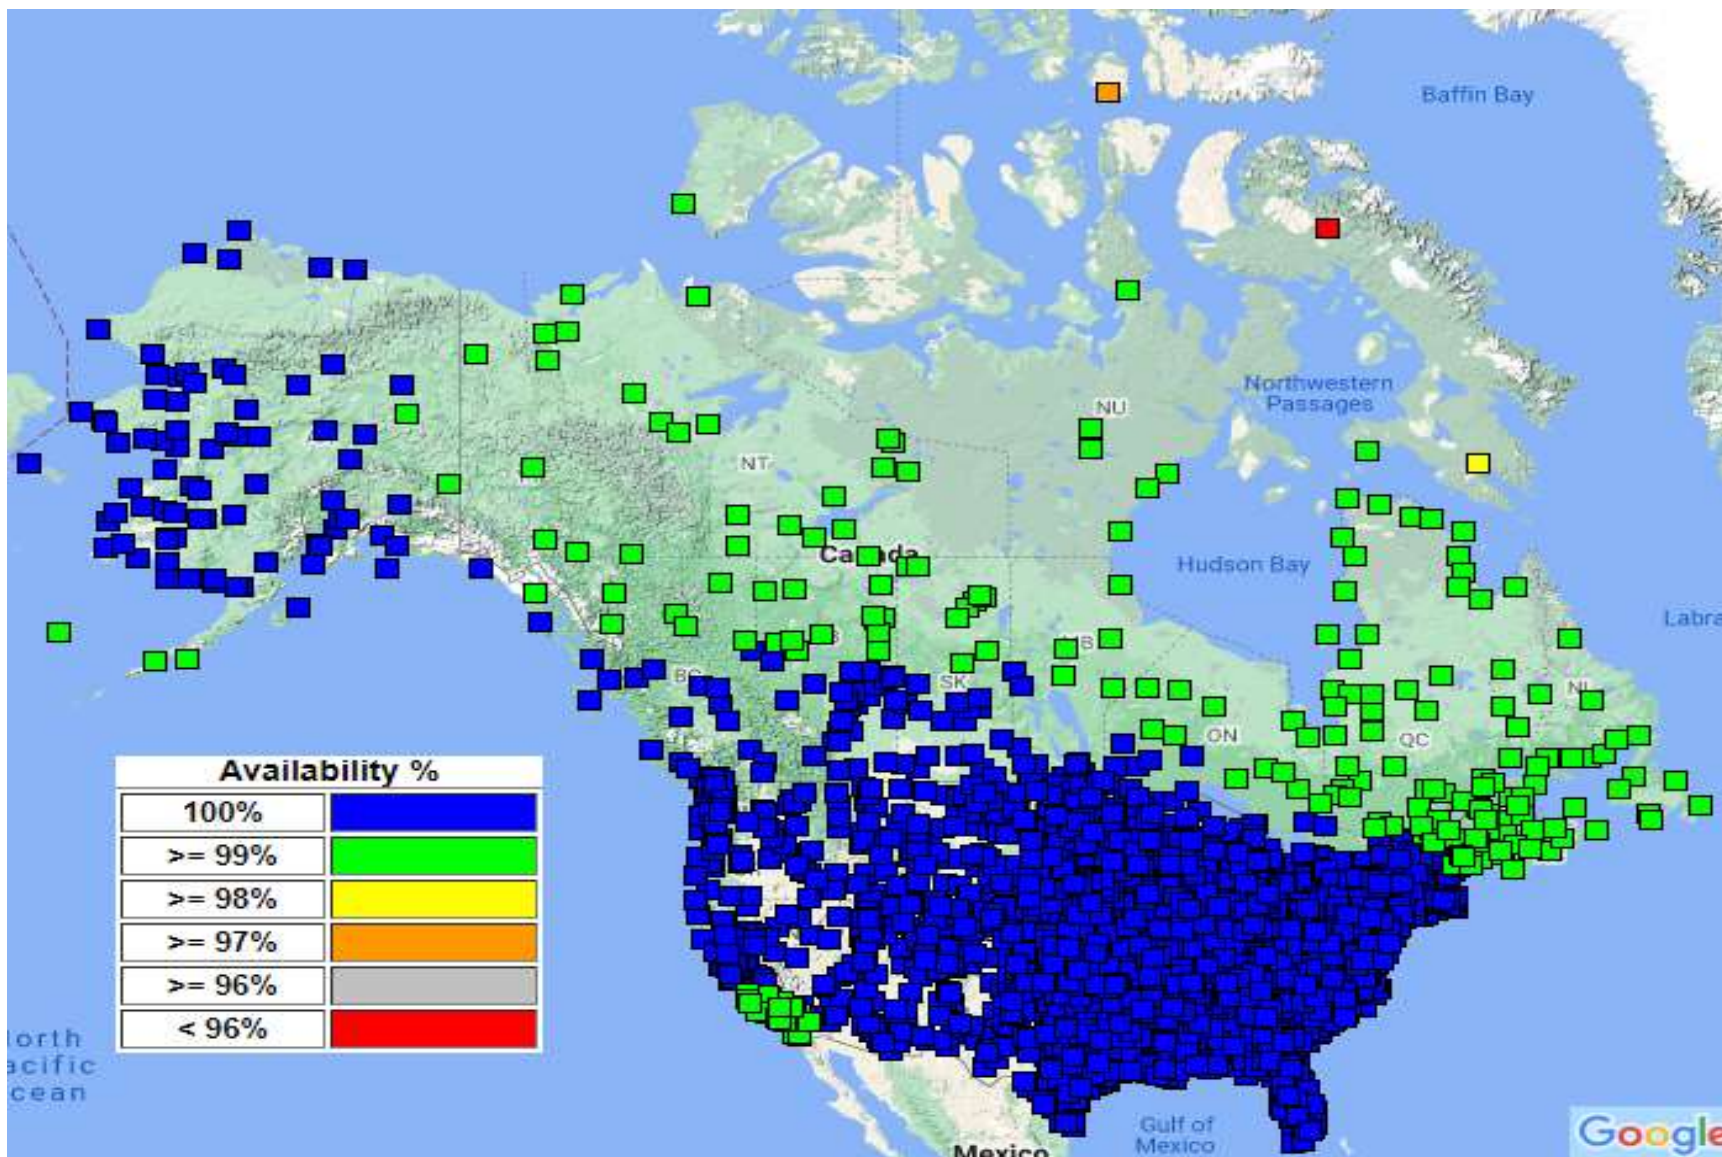 Baffin Bay
Northwestern
Passages
NU
NT
Canada
Hudson Bay
Labra
MB
BC
SK
NL
ON
QC
Availability %
100%
>= 99%
>= 98%
>= 97%
>= 96%
< 96%
orth
acific
cean
Gulf of
Mexico
Mexico
Google